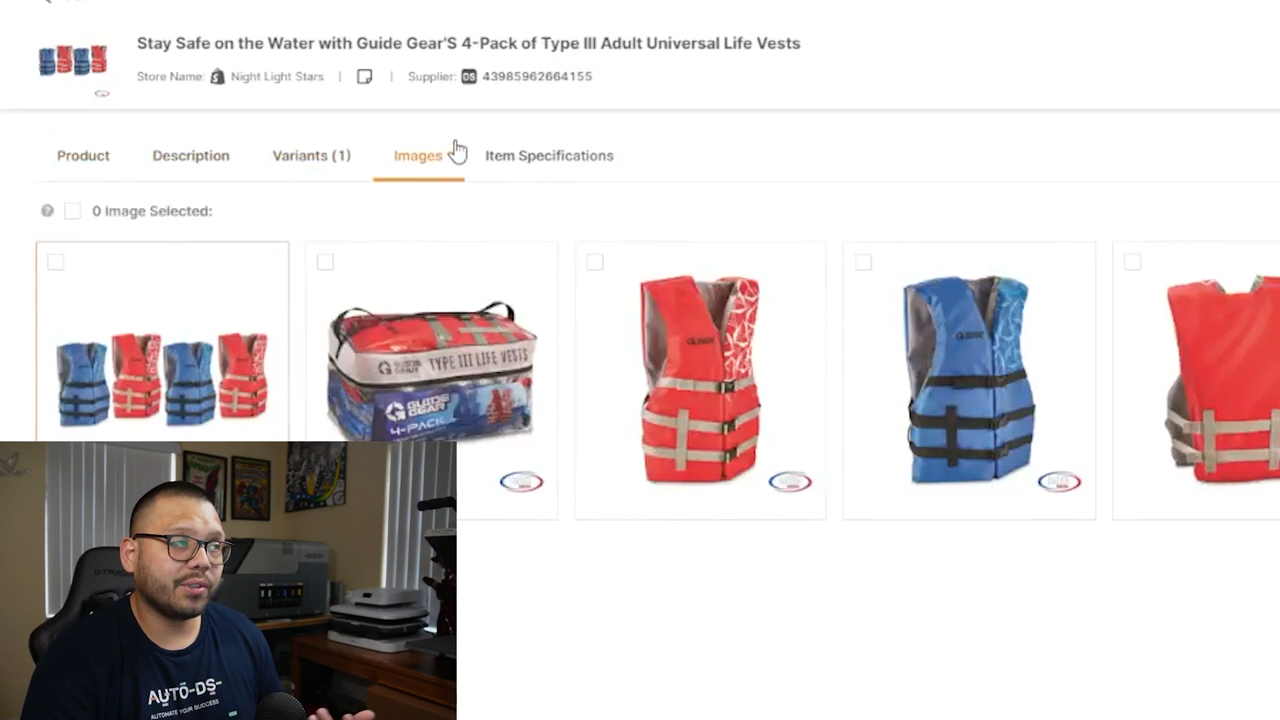 Stay Safe on the Water with Guide Gear'S 4-Pack of Type III Adult Universal Life Vests
Store Name: Night Light Stars | | Supplier: DS 43985962664155
Product Description Variants (1) Images Item Specifications
? 0 Image Selected:
TYPE III LIFE VESTS
GUIDE GEAR
4-PACK
AUTO-DS-
AUTOMATE YOUR SUCCESS